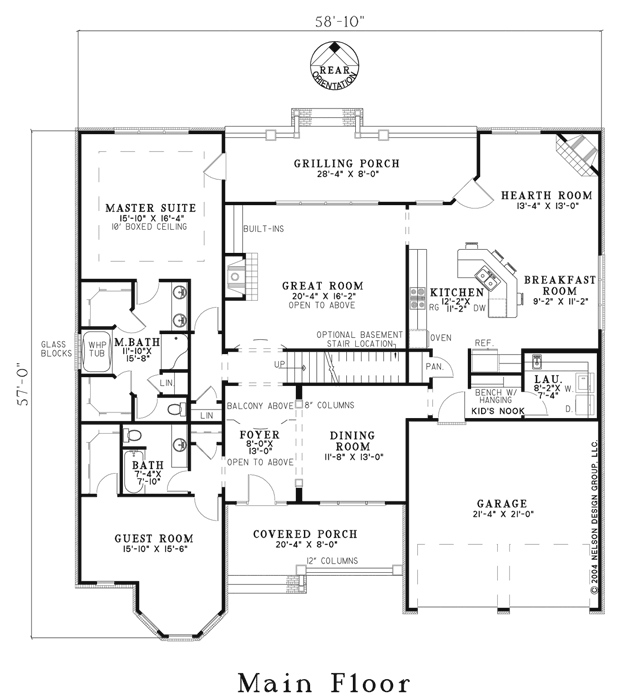 58'-10"
REAR
ORIENTATION
GRILLING PORCH
28'-4" X 8'-0"
HEARTH ROOM
13'-4" X 13'-0"
MASTER SUITE
15'-10" X 16'-4"
10' BOXED CEILING
BUILT-INS
GREAT ROOM
20'-4" X 16'-2"
OPEN TO ABOVE
KITCHEN
12'-2"X
11'-2"
RG
DW
BREAKFAST
ROOM
9'-2" X 11'-2"
GLASS
BLOCKS
WHP
TUB
M.BATH
11'-10"X
15'-8"
LIN.
OPTIONAL BASEMENT
STAIR LOCATION
OVEN
REF.
UP
PAN.
LAU.
8'-2"X
7'-4"
W.
D.
BENCH W/
HANGING
KID'S NOOK
LIN
BALCONY ABOVE
8" COLUMNS
57'-0"
FOYER
8'-0"X
13'-0"
OPEN TO ABOVE
DINING
ROOM
11'-8" X 13'-0"
BATH
7'-4"X
7'-10"
GARAGE
21'-4" X 21'-0"
GUEST ROOM
15'-10" X 15'-6"
COVERED PORCH
20'-4" X 8'-0"
12" COLUMNS
© 2004 NELSON DESIGN GROUP, LLC.
Main Floor